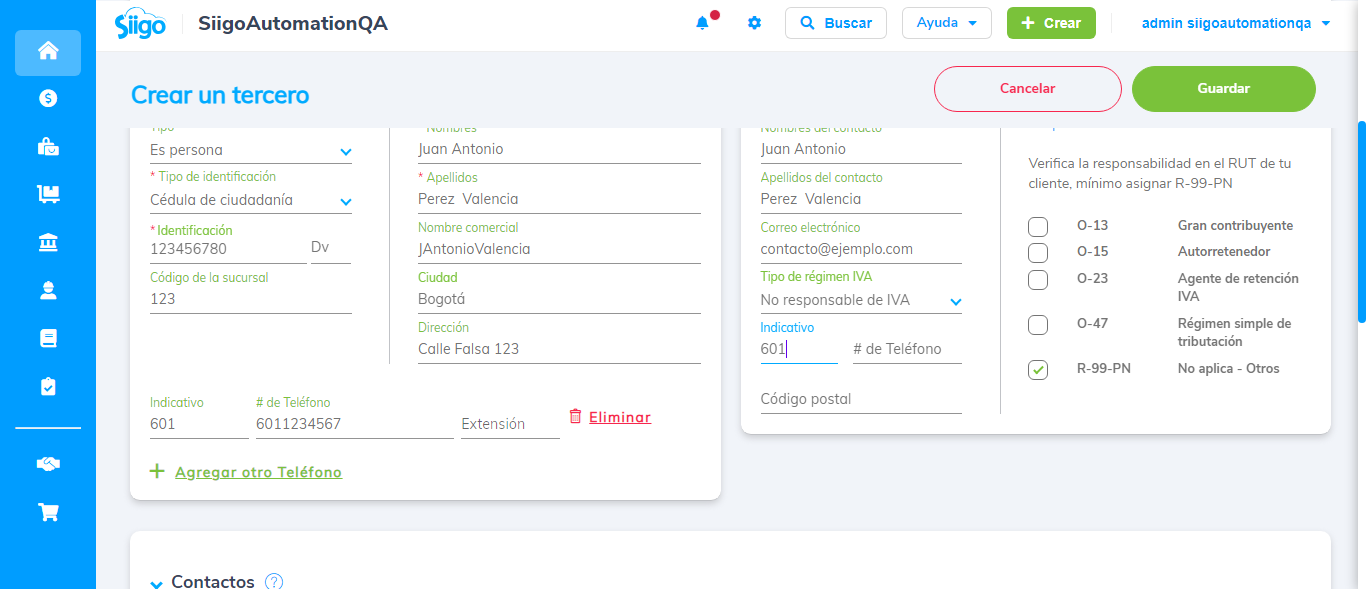 Siigo
SiigoAutomationQA
Buscar
Ayuda
Crear
admin siigoautomationqa
Crear un tercero
Cancelar
Guardar
Tipo
Es persona
* Tipo de identificación
Cédula de ciudadanía
* Identificación
123456780
Dv
Código de la sucursal
123
* Nombres
Juan Antonio
* Apellidos
Perez Valencia
Nombre comercial
JAntonioValencia
Ciudad
Bogotá
Dirección
Calle Falsa 123
Indicativo
601
# de Teléfono
6011234567
Extensión
Eliminar
Agregar otro Teléfono
Nombres del contacto
Juan Antonio
Apellidos del contacto
Perez Valencia
Correo electrónico
contacto@ejemplo.com
Tipo de régimen IVA
No responsable de IVA
Indicativo
601
# de Teléfono
Código postal
Verifica la responsabilidad en el RUT de tu
cliente, mínimo asignar R-99-PN
O-13 Gran contribuyente
O-15 Autorretenedor
O-23 Agente de retención
IVA
O-47 Régimen simple de
tributación
R-99-PN No aplica - Otros
Contactos ?